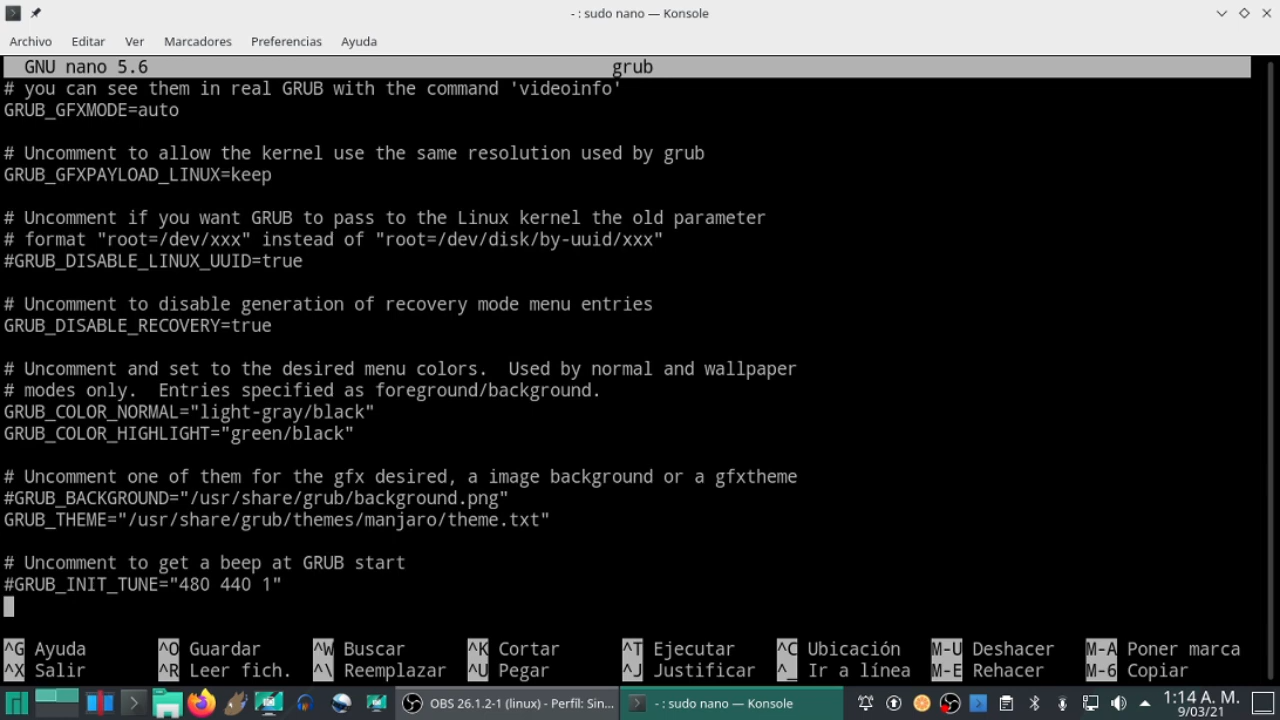 - : sudo nano — Konsole
Archivo Editar Ver Marcadores Preferencias Ayuda
GNU nano 5.6 grub
# you can see them in real GRUB with the command 'videoinfo'
GRUB_GFXMODE=auto
# Uncomment to allow the kernel use the same resolution used by grub
GRUB_GFXPAYLOAD_LINUX=keep
# Uncomment if you want GRUB to pass to the Linux kernel the old parameter
# format "root=/dev/xxx" instead of "root=/dev/disk/by-uuid/xxx"
#GRUB_DISABLE_LINUX_UUID=true
# Uncomment to disable generation of recovery mode menu entries
GRUB_DISABLE_RECOVERY=true
# Uncomment and set to the desired menu colors.  Used by normal and wallpaper
# modes only.  Entries specified as foreground/background.
GRUB_COLOR_NORMAL="light-gray/black"
GRUB_COLOR_HIGHLIGHT="green/black"
# Uncomment one of them for the gfx desired, a image background or a gfxtheme
#GRUB_BACKGROUND="/usr/share/grub/background.png"
GRUB_THEME="/usr/share/grub/themes/manjaro/theme.txt"
# Uncomment to get a beep at GRUB start
#GRUB_INIT_TUNE="480 440 1"
^G Ayuda ^O Guardar ^W Buscar ^K Cortar ^T Ejecutar ^C Ubicación M-U Deshacer M-A Poner marca
^X Salir ^R Leer fich. ^\ Reemplazar ^U Pegar ^J Justificar ^_ Ir a línea M-E Rehacer M-6 Copiar
OBS 26.1.2-1 (linux) - Perfil: Sin... - : sudo nano — Konsole 1:14 A. M.
9/03/21